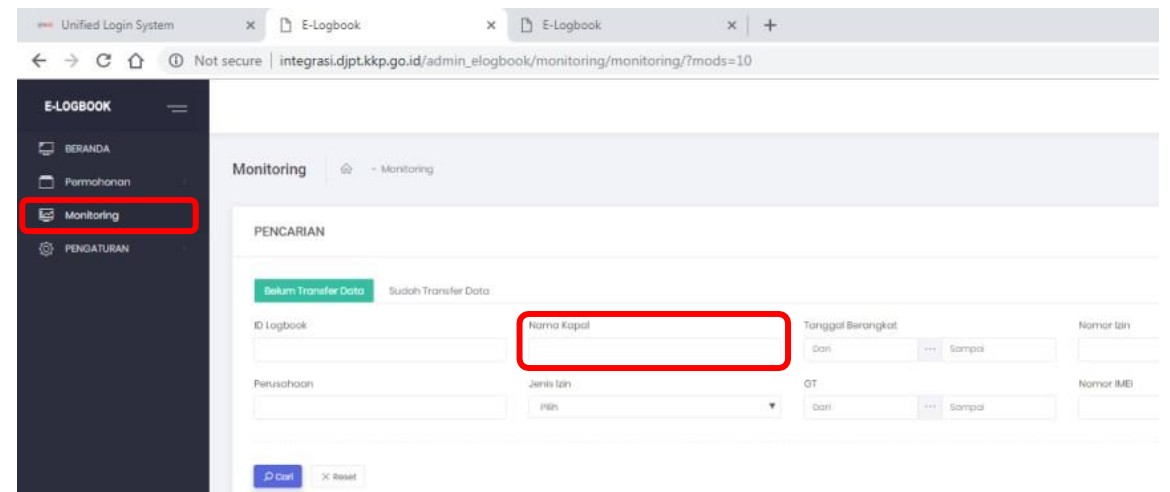 Unified Login System × E-Logbook × E-Logbook × +
Not secure | integrasi.djpt.kkp.go.id/admin_elogbook/monitoring/monitoring/?mods=10
E-LOGBOOK
BERANDA
Permohonan
Monitoring
PENGATURAN
Monitoring - Monitoring
PENCARIAN
Belum Transfer Data Sudah Transfer Data
ID Logbook Nama Kapal Tanggal Berangkat Nomor Izin
Dari ... Sampai
Perusahaan Jenis Izin GT Nomor IMEI
Pilih Dari ... Sampai
Cari × Reset